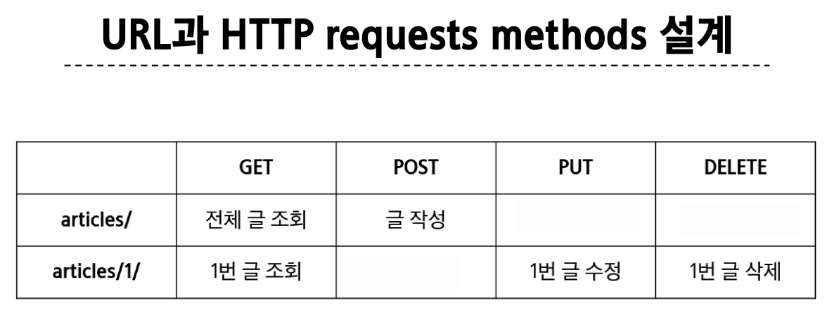 URL과 HTTP requests methods 설계
GET POST PUT DELETE
articles/ 전체 글 조회 글 작성
articles/1/ 1번 글 조회 1번 글 수정 1번 글 삭제